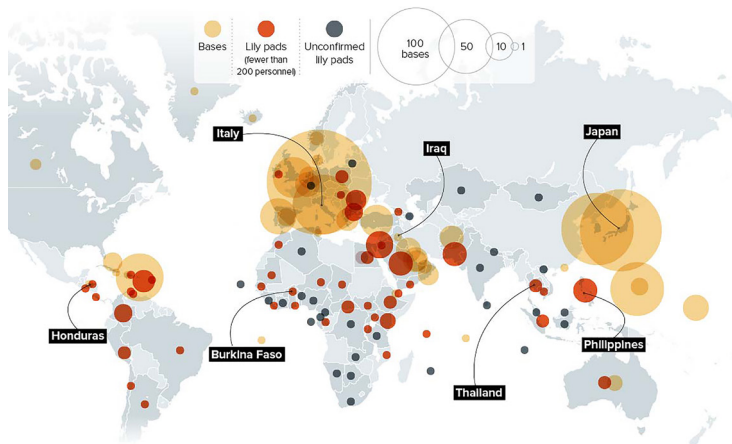 Bases
Lily pads
(fewer than
200 personnel)
Unconfirmed
lily pads
100
bases
50
10
1
Italy
Iraq
Japan
Honduras
Burkina Faso
Thailand
Philippines